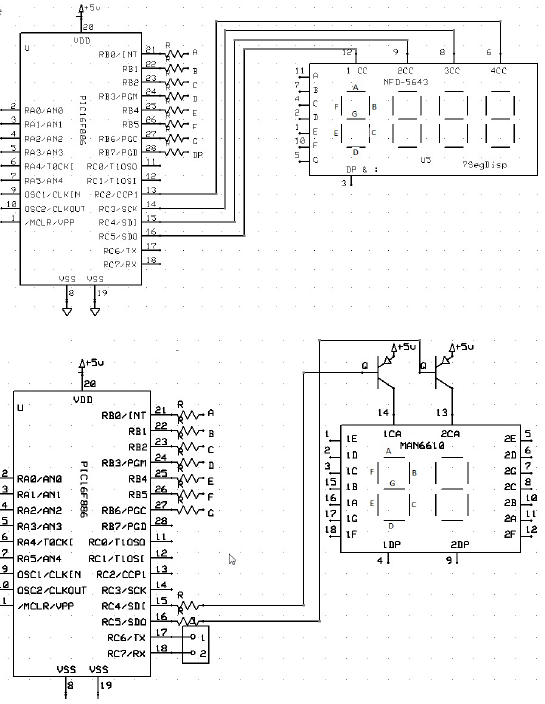 +5v
20
U
VDD
RB0/INT 21 R A
RB1 22 R B
RB2 23 R C
RB3/PGM 24 R D
2 RA0/AN0 RB4 25 R E
3 RA1/AN1 RB5 26 R F
4 RA2/AN2 RB6/PGC 27 R G
5 RA3/AN3 RB7/PGD 28 R DP
6 RA4/T0CKI RC0/T1OSO 11
7 RA5/AN4 RC1/T1OSI 12
9 OSC1/CLKIN RC2/CCP1 13
10 OSC2/CLKOUT RC3/SCK 14
1 /MCLR/VPP RC4/SDI 15
RC5/SDO 16
RC6/TX 17
RC7/RX 18
PIC16F886
VSS VSS
8 19
12 9 8 6
1 CC 2CC 3CC 4CC
NFD-5643
11 A
7 B
4 C
2 D
1 E
10 F
5 G
A
F B
G
E C
D
U5 7SegDisp
DP & :
3
+5v
20
U
VDD
RB0/INT 21 R A
RB1 22 R B
RB2 23 R C
RB3/PGM 24 R D
2 RA0/AN0 RB4 25 R E
3 RA1/AN1 RB5 26 R F
4 RA2/AN2 RB6/PGC 27 R G
5 RA3/AN3 RB7/PGD 28
6 RA4/T0CKI RC0/T1OSO 11
7 RA5/AN4 RC1/T1OSI 12
9 OSC1/CLKIN RC2/CCP1 13
10 OSC2/CLKOUT RC3/SCK 14
1 /MCLR/VPP RC4/SDI 15 R
RC5/SDO 16 R
RC6/TX 17 1
RC7/RX 18 2
PIC16F886
VSS VSS
8 19
+5v +5v
Q Q
14 13
1CA 2CA
MAN6610
1 1E 2E 5
2 1D 2D 6
3 1C 2G 7
15 1B 2C 8
16 1A 2B 10
17 1G 2A 11
18 1F 2F 12
A
F B
G
E C
D
1DP 2DP
4 9